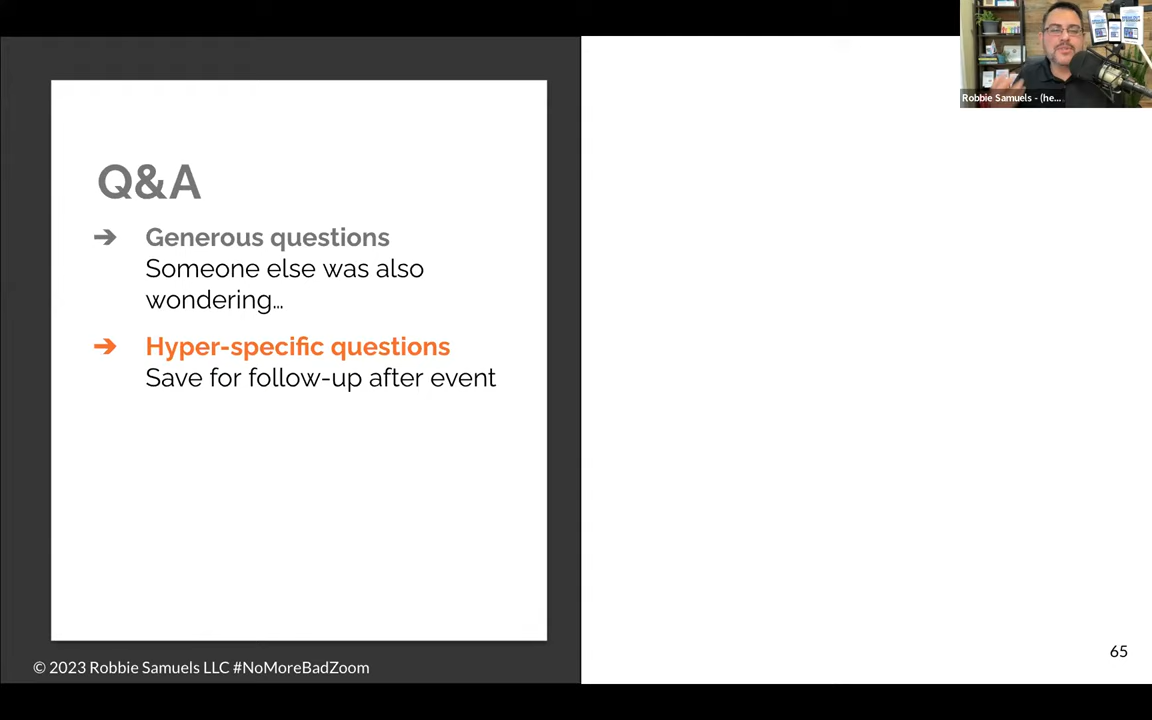 Robbie Samuels - (he...
Q&A
➔ Generous questions
Someone else was also
wondering…
➔ Hyper-specific questions
Save for follow-up after event
65
© 2023 Robbie Samuels LLC #NoMoreBadZoom